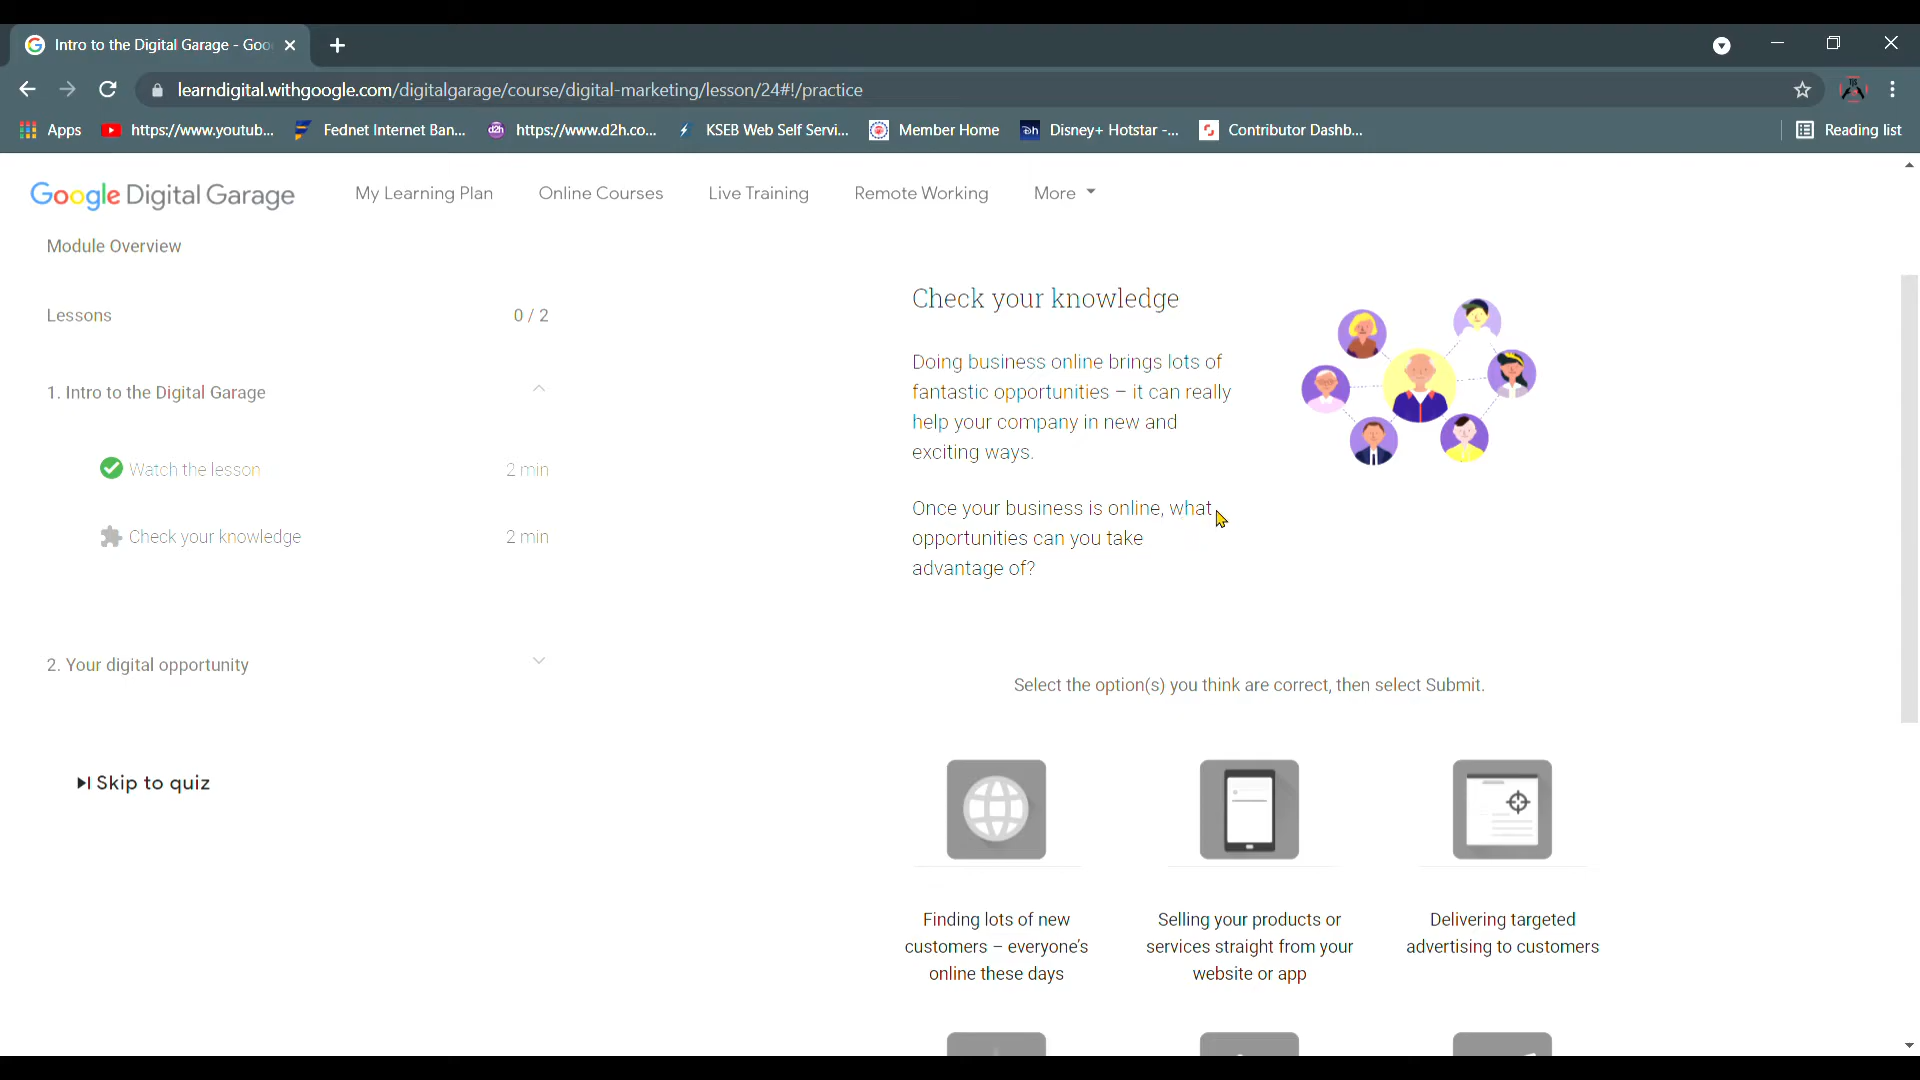 Intro to the Digital Garage - Goo
learndigital.withgoogle.com/digitalgarage/course/digital-marketing/lesson/24#!/practice
Apps
https://www.youtub...
Fednet Internet Ban...
d2h
https://www.d2h.co...
KSEB Web Self Servi...
Member Home
Disney+ Hotstar -...
Contributor Dashb...
Reading list
Google Digital Garage
My Learning Plan
Online Courses
Live Training
Remote Working
More
Module Overview
Lessons
0 / 2
1. Intro to the Digital Garage
Watch the lesson
2 min
Check your knowledge
2 min
2. Your digital opportunity
Skip to quiz
Check your knowledge
Doing business online brings lots of
fantastic opportunities – it can really
help your company in new and
exciting ways.
Once your business is online, what
opportunities can you take
advantage of?
Select the option(s) you think are correct, then select Submit.
Finding lots of new
customers – everyone's
online these days
Selling your products or
services straight from your
website or app
Delivering targeted
advertising to customers